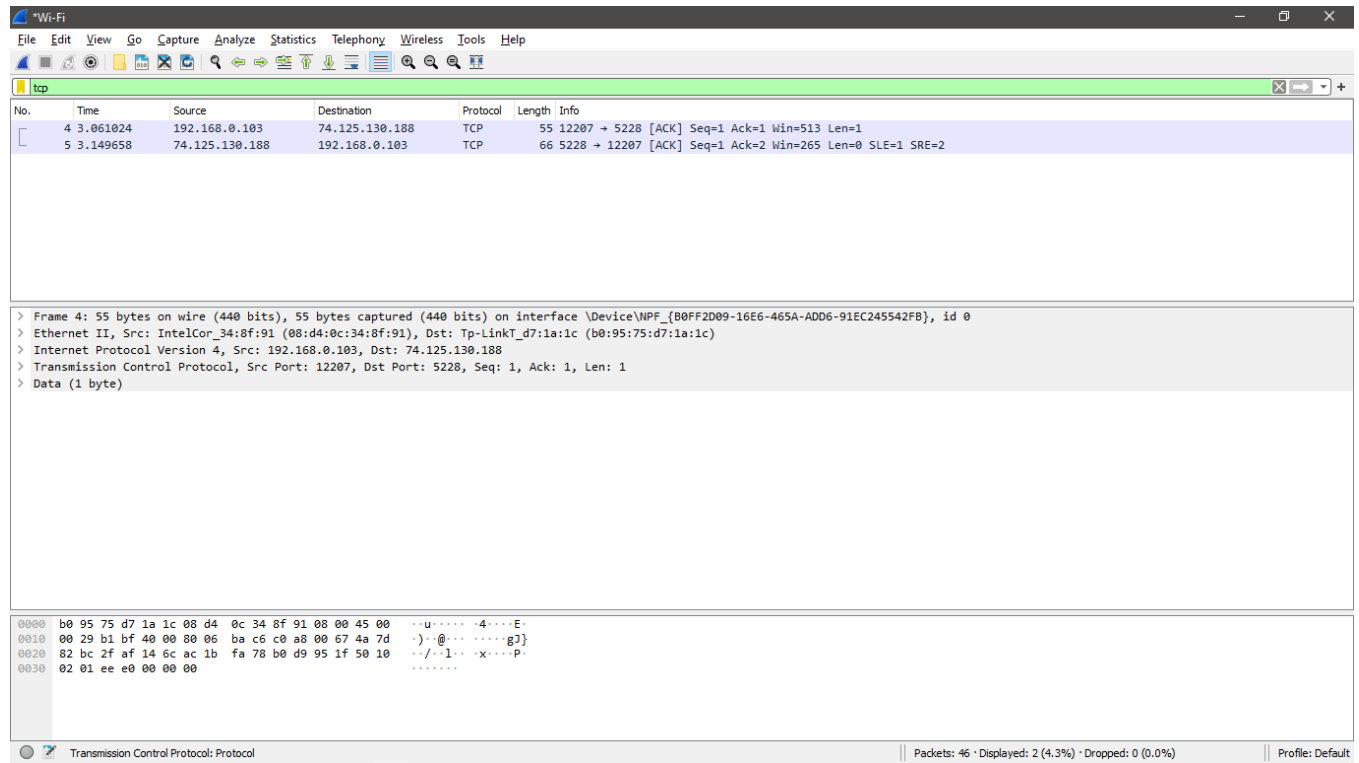 *Wi-Fi
File Edit View Go Capture Analyze Statistics Telephony Wireless Tools Help
tcp
No. Time Source Destination Protocol Length Info
4 3.061024 192.168.0.103 74.125.130.188 TCP 55 12207 → 5228 [ACK] Seq=1 Ack=1 Win=513 Len=1
5 3.149658 74.125.130.188 192.168.0.103 TCP 66 5228 → 12207 [ACK] Seq=1 Ack=2 Win=265 Len=0 SLE=1 SRE=2
> Frame 4: 55 bytes on wire (440 bits), 55 bytes captured (440 bits) on interface \Device\NPF_{B0FF2D09-16E6-465A-ADD6-91EC245542FB}, id 0
> Ethernet II, Src: IntelCor_34:8f:91 (08:d4:0c:34:8f:91), Dst: Tp-LinkT_d7:1a:1c (b0:95:75:d7:1a:1c)
> Internet Protocol Version 4, Src: 192.168.0.103, Dst: 74.125.130.188
> Transmission Control Protocol, Src Port: 12207, Dst Port: 5228, Seq: 1, Ack: 1, Len: 1
> Data (1 byte)
0000 b0 95 75 d7 1a 1c 08 d4 0c 34 8f 91 08 00 45 00 ··u····· ·4····E·
0010 00 29 b1 bf 40 00 80 06 ba c6 c0 a8 00 67 4a 7d ·)··@··· ·····gJ}
0020 82 bc 2f af 14 6c ac 1b fa 78 b0 d9 95 1f 50 10 ··/··l·· ·x····P·
0030 02 01 ee e0 00 00 00 ·······
Transmission Control Protocol: Protocol
Packets: 46 · Displayed: 2 (4.3%) · Dropped: 0 (0.0%)
Profile: Default